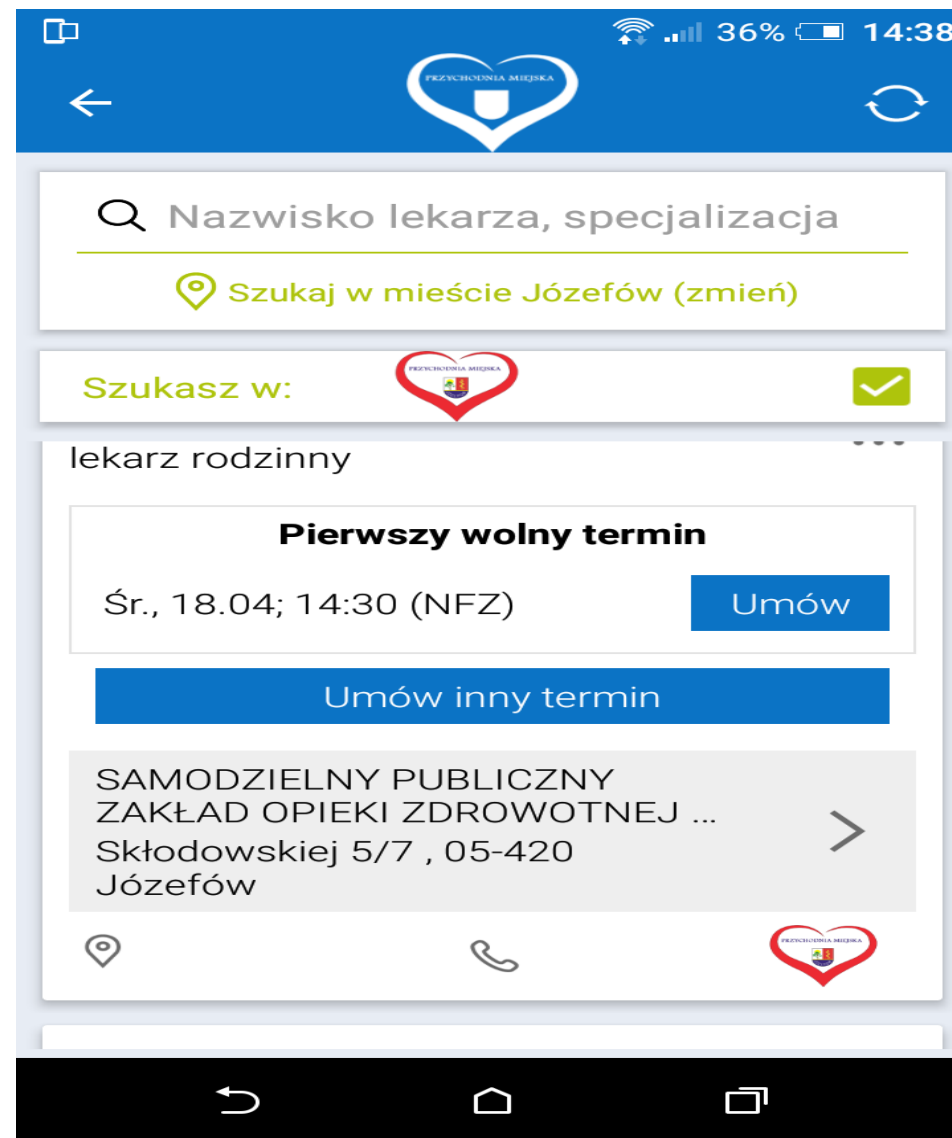 36% 14:38
PRZYCHODNIA MIEJSKA
Nazwisko lekarza, specjalizacja
Szukaj w mieście Józefów (zmień)
Szukasz w:
PRZYCHODNIA MIEJSKA
lekarz rodzinny
Pierwszy wolny termin
Śr., 18.04; 14:30 (NFZ)
Umów
Umów inny termin
SAMODZIELNY PUBLICZNY
ZAKŁAD OPIEKI ZDROWOTNEJ ...
Skłodowskiej 5/7 , 05-420
Józefów
PRZYCHODNIA MIEJSKA